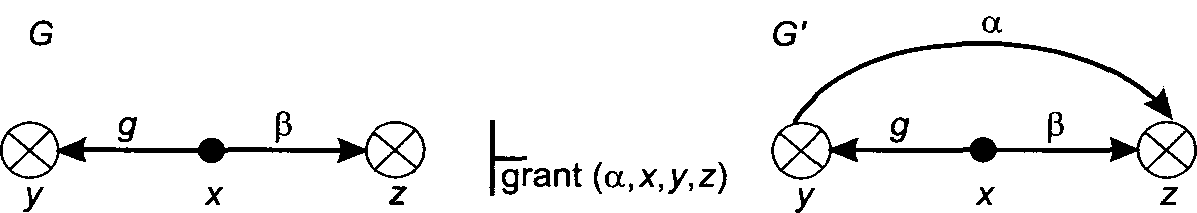 G
g β
y x z
grant (α, x, y, z)
G′
α
g β
y x z